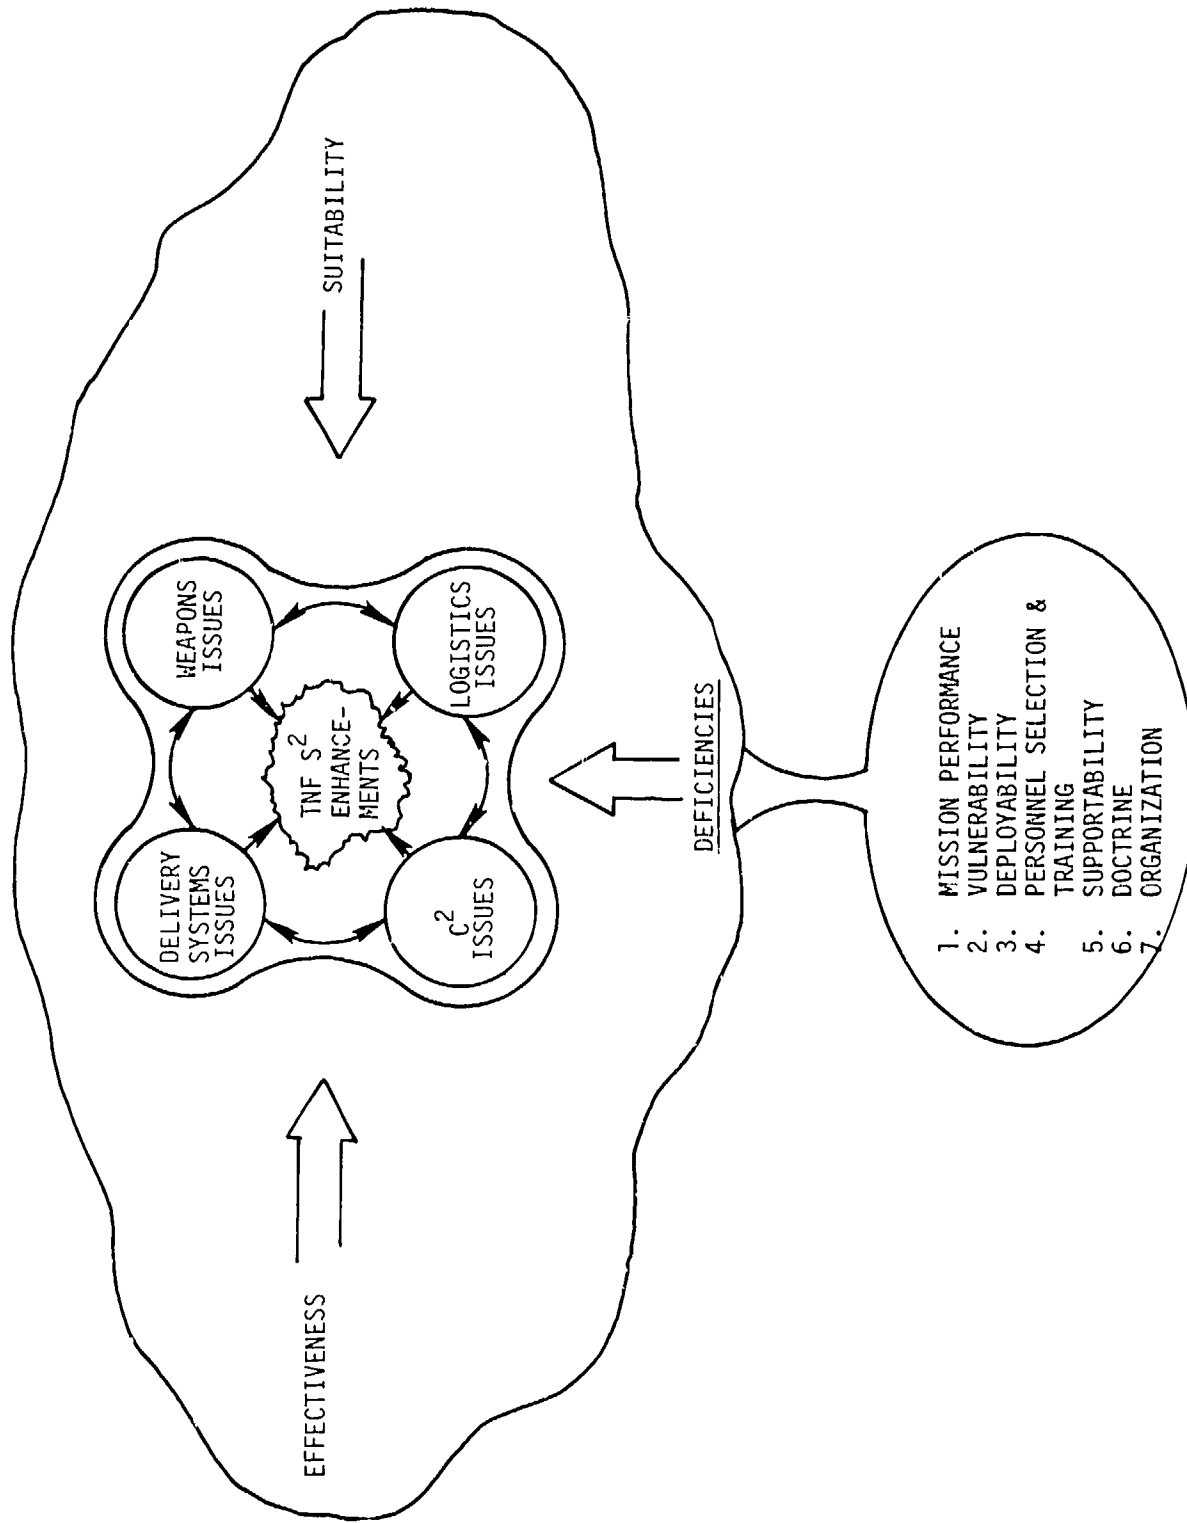 DELIVERY
SYSTEMS
ISSUES
WEAPONS
ISSUES
EFFECTIVENESS
TNF S²
ENHANCE-
MENTS
SUITABILITY
C²
ISSUES
LOGISTICS
ISSUES
DEFICIENCIES
1. MISSION PERFORMANCE
2. VULNERABILITY
3. DEPLOYABILITY
4. PERSONNEL SELECTION &
TRAINING
5. SUPPORTABILITY
6. DOCTRINE
7. ORGANIZATION